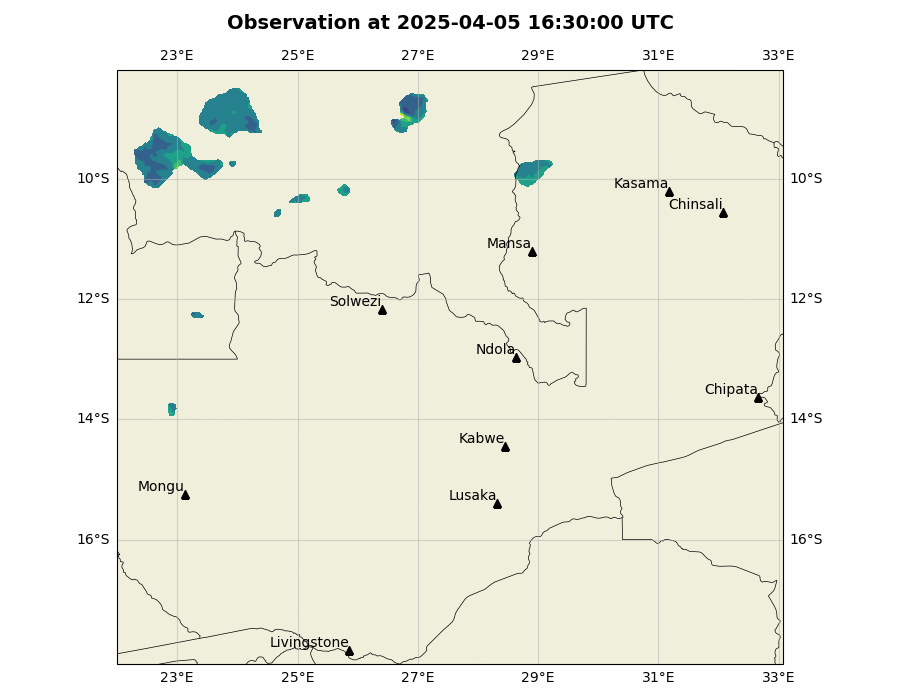 Observation at 2025-04-05 16:30:00 UTC
23°E 25°E 27°E 29°E 31°E 33°E
10°S 10°S
Kasama
Chinsali
Mansa
12°S 12°S
Solwezi
Ndola
Chipata
14°S 14°S
Kabwe
Mongu
Lusaka
16°S 16°S
Livingstone
23°E 25°E 27°E 29°E 31°E 33°E